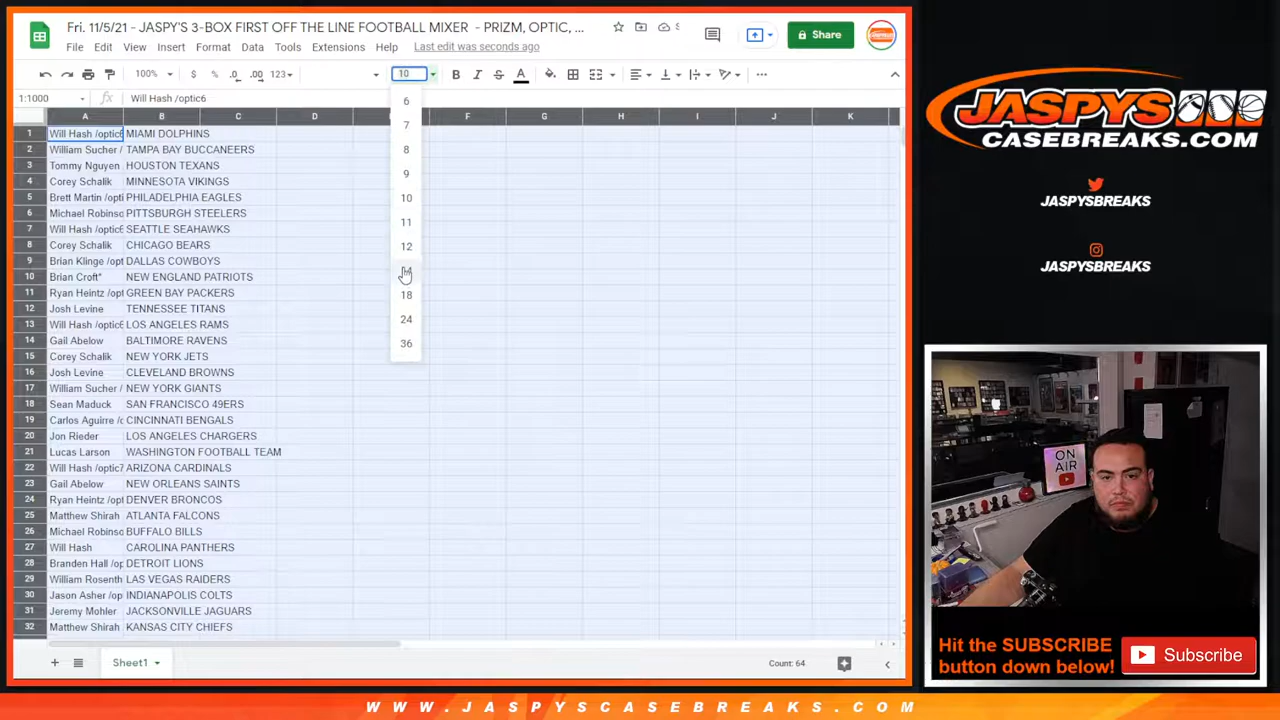 Fri. 11/5/21 - JASPY'S 3-BOX FIRST OFF THE LINE FOOTBALL MIXER - PRIZM, OPTIC, ...
File Edit View Insert Format Data Tools Extensions Help Last edit was seconds ago
Share
100% $ % .0 .00 123 10 B I S A
1:1000 fx Will Hash /optic6
A B C D F G H I J K
1 Will Hash /optic6 MIAMI DOLPHINS
2 William Sucher / TAMPA BAY BUCCANEERS
3 Tommy Nguyen HOUSTON TEXANS
4 Corey Schalik MINNESOTA VIKINGS
5 Brett Martin /opti PHILADELPHIA EAGLES
6 Michael Robinso PITTSBURGH STEELERS
7 Will Hash /optic6 SEATTLE SEAHAWKS
8 Corey Schalik CHICAGO BEARS
9 Brian Klinge /opt DALLAS COWBOYS
10 Brian Croft* NEW ENGLAND PATRIOTS
11 Ryan Heintz /opt GREEN BAY PACKERS
12 Josh Levine TENNESSEE TITANS
13 Will Hash /optic6 LOS ANGELES RAMS
14 Gail Abelow BALTIMORE RAVENS
15 Corey Schalik NEW YORK JETS
16 Josh Levine CLEVELAND BROWNS
17 William Sucher / NEW YORK GIANTS
18 Sean Maduck SAN FRANCISCO 49ERS
19 Carlos Aguirre /o CINCINNATI BENGALS
20 Jon Rieder LOS ANGELES CHARGERS
21 Lucas Larson WASHINGTON FOOTBALL TEAM
22 Will Hash /optic7 ARIZONA CARDINALS
23 Gail Abelow NEW ORLEANS SAINTS
24 Ryan Heintz /opt DENVER BRONCOS
25 Matthew Shirah ATLANTA FALCONS
26 Michael Robinso BUFFALO BILLS
27 Will Hash CAROLINA PANTHERS
28 Branden Hall /op DETROIT LIONS
29 William Rosenth LAS VEGAS RAIDERS
30 Jason Asher /op INDIANAPOLIS COLTS
31 Jeremy Mohler JACKSONVILLE JAGUARS
32 Matthew Shirah KANSAS CITY CHIEFS
6
7
8
9
10
11
12
18
24
36
Sheet1
Count: 64
JASPYS
CASEBREAKS.COM
JASPYSBREAKS
JASPYSBREAKS
ON
AIR
Hit the SUBSCRIBE
button down below!
Subscribe
WWW.JASPYSCASEBREAKS.COM